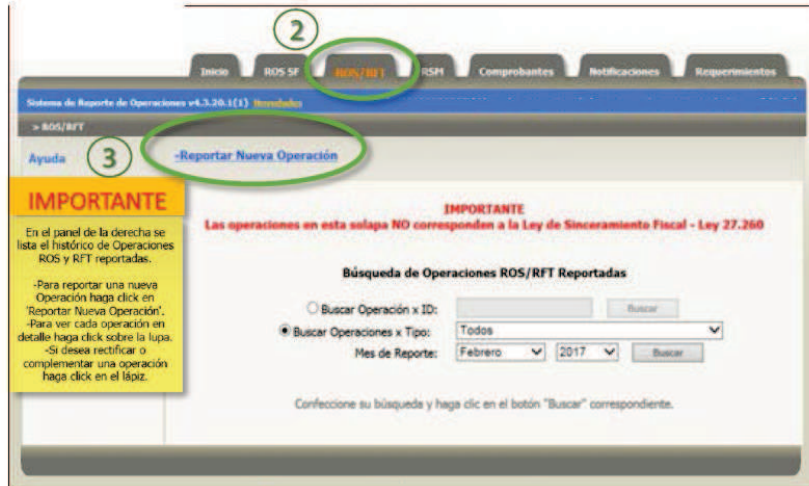 2
Inicio ROS SF ROS/RFT RSM Comprobantes Notificaciones Requerimientos
Sistema de Reporte de Operaciones v4.3.20.1(1) Novedades
> ROS/RFT
Ayuda 3 -Reportar Nueva Operación
IMPORTANTE
En el panel de la derecha se
lista el histórico de Operaciones
ROS y RFT reportadas.
-Para reportar una nueva
Operación haga click en
'Reportar Nueva Operación'.
-Para ver cada operación en
detalle haga click sobre la lupa.
-Si desea rectificar o
complementar una operación
haga click en el lápiz.
IMPORTANTE
Las operaciones en esta solapa NO corresponden a la Ley de Sinceramiento Fiscal - Ley 27.260
Búsqueda de Operaciones ROS/RFT Reportadas
Buscar Operación x ID: Buscar
Buscar Operaciones x Tipo: Todos
Mes de Reporte: Febrero 2017 Buscar
Confeccione su búsqueda y haga clic en el botón "Buscar" correspondiente.